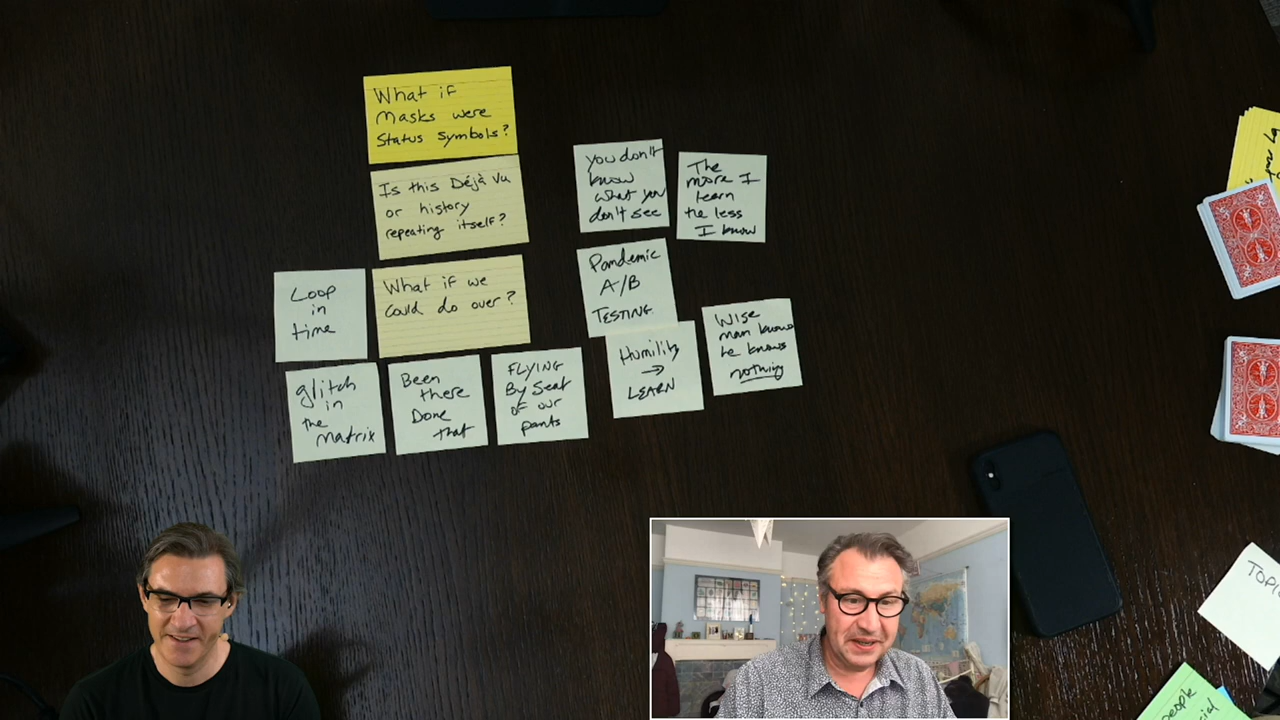 What if
Masks were
Status symbols?
Is this Déjà Vu
or history
repeating itself?
What if we
could do over?
Loop
in
time
glitch
in
the
Matrix
Been
there
Done
that
FLYING
By Seat
OF our
pants
you don't
know
what you
don't see
The
more I
learn
the less
I know
Pandemic
A/B
TESTING
Humility
→
LEARN
Wise
man knows
he knows
nothing
people